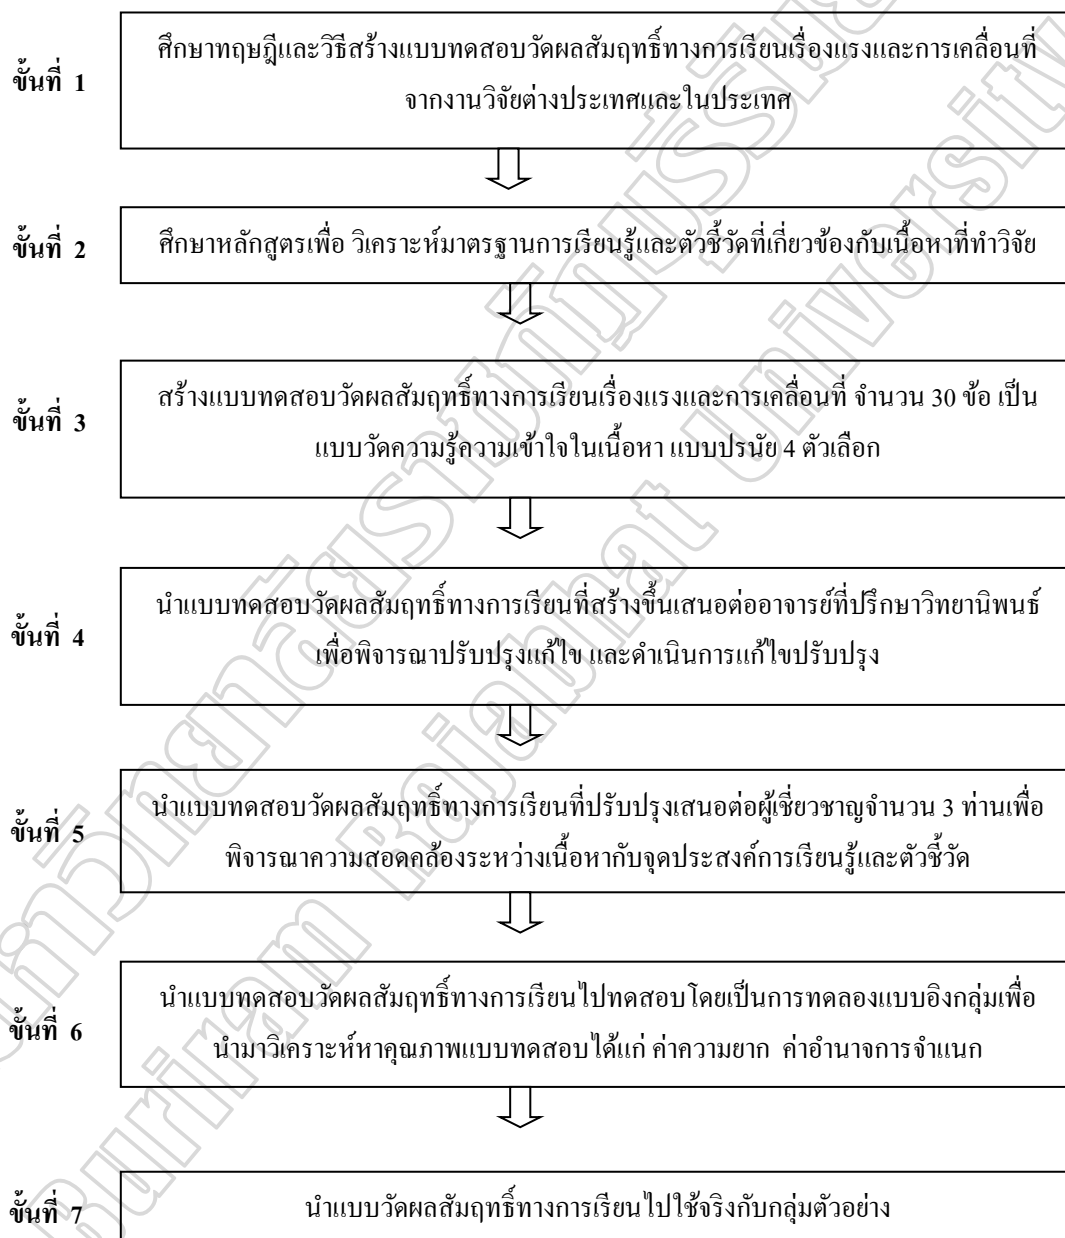 ขั้นที่ 1
ศึกษาทฤษฎีและวิธีสร้างแบบทดสอบวัดผลสัมฤทธิ์ทางการเรียนเรื่องแรงและการเคลื่อนที่
จากงานวิจัยต่างประเทศและในประเทศ
ขั้นที่ 2
ศึกษาหลักสูตรเพื่อ วิเคราะห์มาตรฐานการเรียนรู้และตัวชี้วัดที่เกี่ยวข้องกับเนื้อหาที่ทำวิจัย
ขั้นที่ 3
สร้างแบบทดสอบวัดผลสัมฤทธิ์ทางการเรียนเรื่องแรงและการเคลื่อนที่ จำนวน 30 ข้อ เป็น
แบบวัดความรู้ความเข้าใจในเนื้อหา แบบปรนัย 4 ตัวเลือก
ขั้นที่ 4
นำแบบทดสอบวัดผลสัมฤทธิ์ทางการเรียนที่สร้างขึ้นเสนอต่ออาจารย์ที่ปรึกษาวิทยานิพนธ์
เพื่อพิจารณาปรับปรุงแก้ไข และดำเนินการแก้ไขปรับปรุง
ขั้นที่ 5
นำแบบทดสอบวัดผลสัมฤทธิ์ทางการเรียนที่ปรับปรุงเสนอต่อผู้เชี่ยวชาญจำนวน 3 ท่านเพื่อ
พิจารณาความสอดคล้องระหว่างเนื้อหากับจุดประสงค์การเรียนรู้และตัวชี้วัด
ขั้นที่ 6
นำแบบทดสอบวัดผลสัมฤทธิ์ทางการเรียนไปทดสอบโดยเป็นการทดลองแบบอิงกลุ่มเพื่อ
นำมาวิเคราะห์หาคุณภาพแบบทดสอบได้แก่ ค่าความยาก ค่าอำนาจการจำแนก
ขั้นที่ 7
นำแบบวัดผลสัมฤทธิ์ทางการเรียนไปใช้จริงกับกลุ่มตัวอย่าง
Buriram Rajabhat University